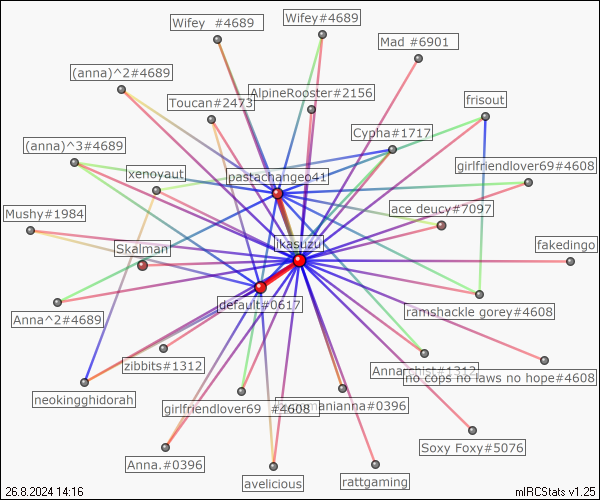 Wifey #4689
Wifey#4689
Mad #6901
(anna)^2#4689
AlpineRooster#2156
Toucan#2473
frisout
Cypha#1717
(anna)^3#4689
girlfriendlover69#4608
xenoyaut
pastachangeo41
Mushy#1984
ace deucy#7097
Skalman
ikasuzu
fakedingo
default#0617
Anna^2#4689
ramshackle gorey#4608
zibbits#1312
Annarchist#1312
no cops no laws no hope#4608
neokingghidorah
girlfriendlover69 #4608
manianna#0396
Soxy Foxy#5076
Anna.#0396
avelicious
rattgaming
26.8.2024 14:16
mIRCStats v1.25